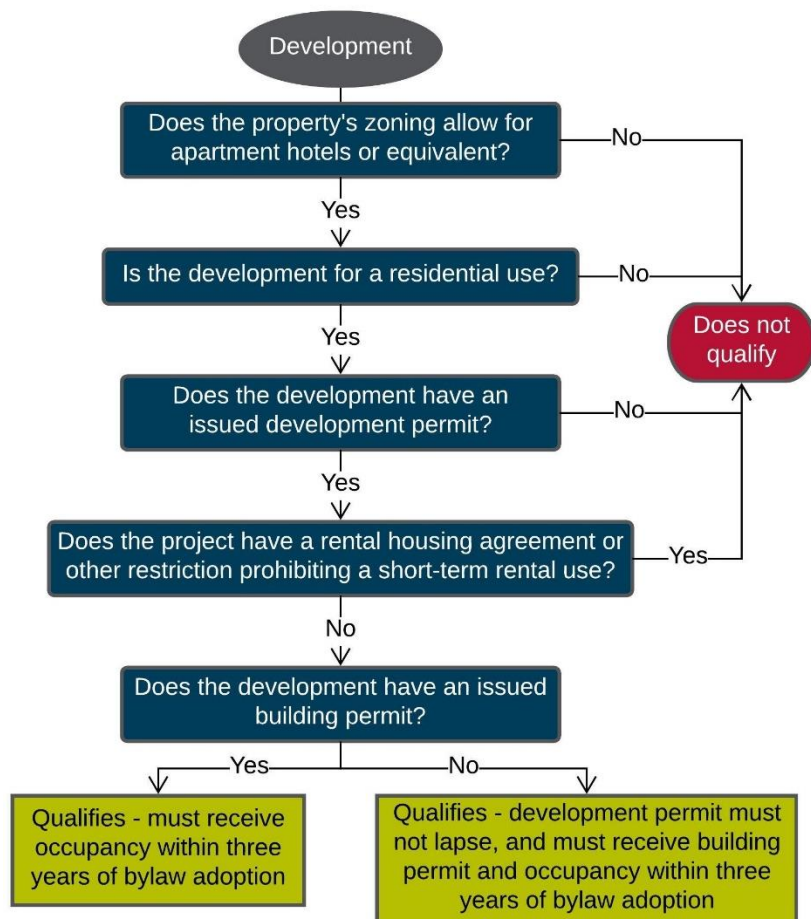 Development
Does the property's zoning allow for
apartment hotels or equivalent?
No
Yes
Is the development for a residential use?
No
Yes
Does not
qualify
Does the development have an
issued development permit?
No
Yes
Does the project have a rental housing agreement or
other restriction prohibiting a short-term rental use?
Yes
No
Does the development have an issued
building permit?
Yes
No
Qualifies - must receive
occupancy within three
years of bylaw adoption
Qualifies - development permit must
not lapse, and must receive building
permit and occupancy within three
years of bylaw adoption